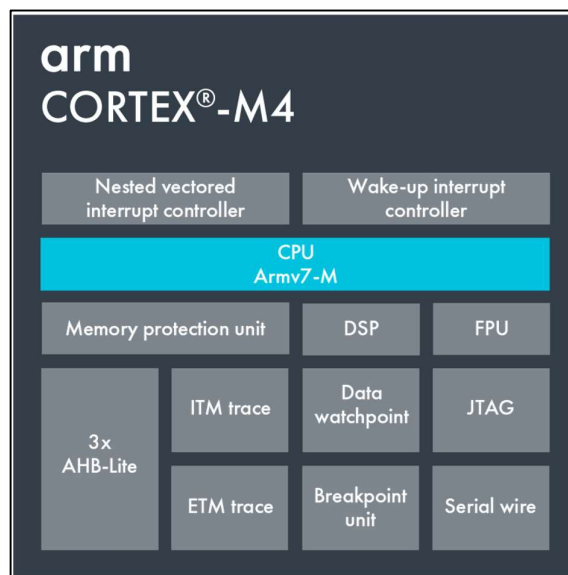 arm
CORTEX®-M4
Nested vectored
interrupt controller
Wake-up interrupt
controller
CPU
Armv7-M
Memory protection unit
DSP
FPU
3x
AHB-Lite
ITM trace
Data
watchpoint
JTAG
ETM trace
Breakpoint
unit
Serial wire